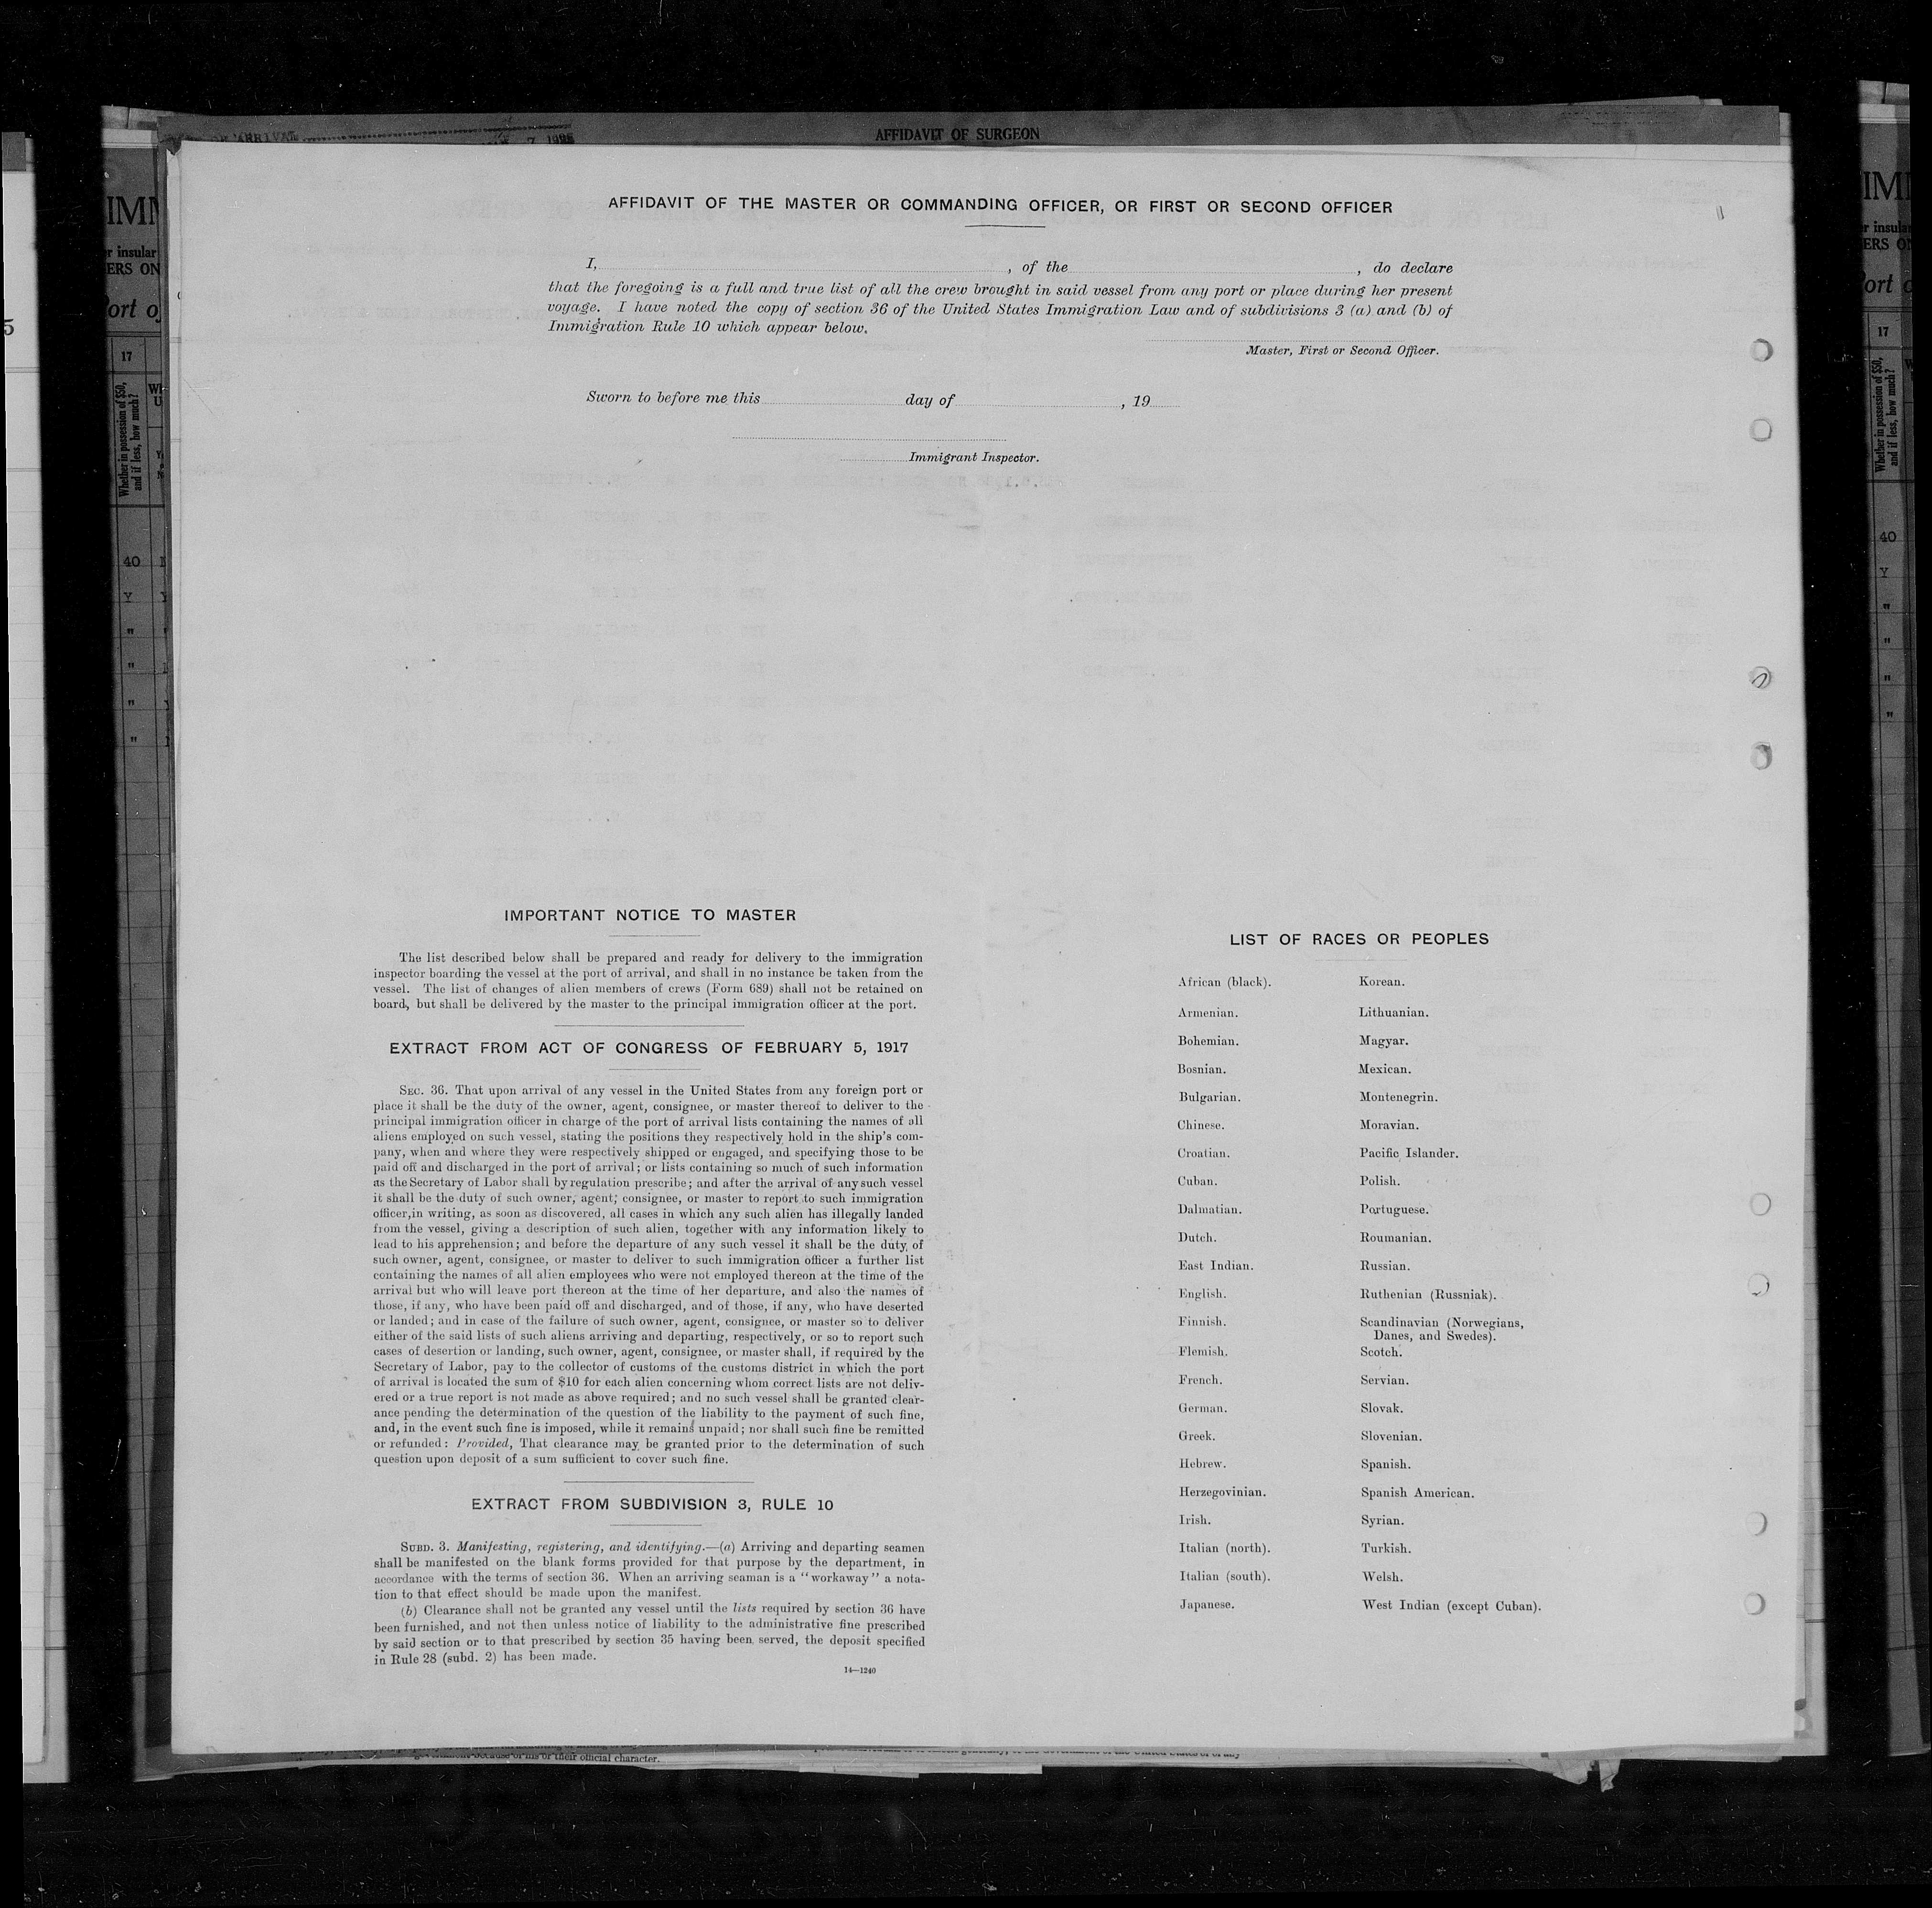 AFFIDAVIT OF SURGEON
AFFIDAVIT OF THE MASTER OR COMMANDING OFFICER, OR FIRST OR SECOND OFFICER
I, , of the , do declare
that the foregoing is a full and true list of all the crew brought in said vessel from any port or place during her present
voyage. I have noted the copy of section 36 of the United States Immigration Law and of subdivisions 3 (a) and (b) of
Immigration Rule 10 which appear below.
Master, First or Second Officer.
Sworn to before me this day of , 19
Immigrant Inspector.
IMPORTANT NOTICE TO MASTER
The list described below shall be prepared and ready for delivery to the immigration
inspector boarding the vessel at the port of arrival, and shall in no instance be taken from the
vessel. The list of changes of alien members of crews (Form 689) shall not be retained on
board, but shall be delivered by the master to the principal immigration officer at the port.
EXTRACT FROM ACT OF CONGRESS OF FEBRUARY 5, 1917
SEC. 36. That upon arrival of any vessel in the United States from any foreign port or
place it shall be the duty of the owner, agent, consignee, or master thereof to deliver to the
principal immigration officer in charge of the port of arrival lists containing the names of all
aliens employed on such vessel, stating the positions they respectively hold in the ship's com-
pany, when and where they were respectively shipped or engaged, and specifying those to be
paid off and discharged in the port of arrival; or lists containing so much of such information
as the Secretary of Labor shall by regulation prescribe; and after the arrival of any such vessel
it shall be the duty of such owner, agent, consignee, or master to report to such immigration
officer, in writing, as soon as discovered, all cases in which any such alien has illegally landed
from the vessel, giving a description of such alien, together with any information likely to
lead to his apprehension; and before the departure of any such vessel it shall be the duty of
such owner, agent, consignee, or master to deliver to such immigration officer a further list
containing the names of all alien employees who were not employed thereon at the time of the
arrival but who will leave port thereon at the time of her departure, and also the names of
those, if any, who have been paid off and discharged, and of those, if any, who have deserted
or landed; and in case of the failure of such owner, agent, consignee, or master so to deliver
either of the said lists of such aliens arriving and departing, respectively, or so to report such
cases of desertion or landing, such owner, agent, consignee, or master shall, if required by the
Secretary of Labor, pay to the collector of customs of the customs district in which the port
of arrival is located the sum of $10 for each alien concerning whom correct lists are not deliv-
ered or a true report is not made as above required; and no such vessel shall be granted clear-
ance pending the determination of the question of the liability to the payment of such fine,
and, in the event such fine is imposed, while it remains unpaid; nor shall such fine be remitted
or refunded: Provided, That clearance may be granted prior to the determination of such
question upon deposit of a sum sufficient to cover such fine.
EXTRACT FROM SUBDIVISION 3, RULE 10
SUBD. 3. Manifesting, registering, and identifying.—(a) Arriving and departing seamen
shall be manifested on the blank forms provided for that purpose by the department, in
accordance with the terms of section 36. When an arriving seaman is a "workaway" a nota-
tion to that effect should be made upon the manifest.
(b) Clearance shall not be granted any vessel until the lists required by section 36 have
been furnished, and not then unless notice of liability to the administrative fine prescribed
by said section or to that prescribed by section 35 having been served, the deposit specified
in Rule 28 (subd. 2) has been made.
14—1240
LIST OF RACES OR PEOPLES
African (black).
Armenian.
Bohemian.
Bosnian.
Bulgarian.
Chinese.
Croatian.
Cuban.
Dalmatian.
Dutch.
East Indian.
English.
Finnish.
Flemish.
French.
German.
Greek.
Hebrew.
Herzegovinian.
Irish.
Italian (north).
Italian (south).
Japanese.
Korean.
Lithuanian.
Magyar.
Mexican.
Montenegrin.
Moravian.
Pacific Islander.
Polish.
Portuguese.
Roumanian.
Russian.
Ruthenian (Russniak).
Scandinavian (Norwegians,
Danes, and Swedes).
Scotch.
Servian.
Slovak.
Slovenian.
Spanish.
Spanish American.
Syrian.
Turkish.
Welsh.
West Indian (except Cuban).
their official character.
17
Whether in possession of $50,
and if less, how much?
40
Y
"
"
"
"
17
Whether in possession of $50,
and if less, how much?
40
Y
"
"
"
"
5